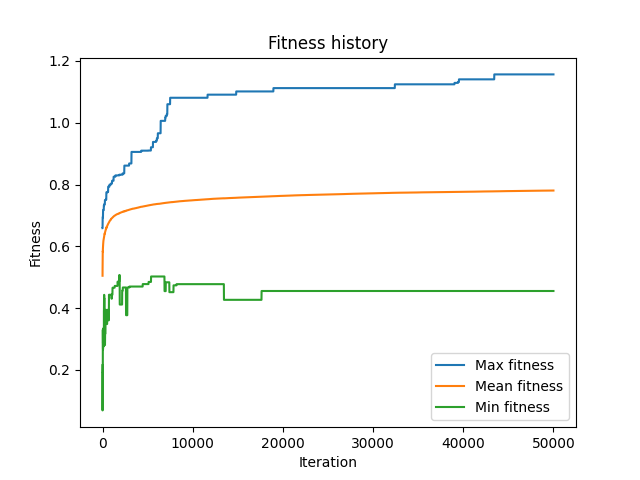 Fitness history
1.2
1.0
0.8
0.6
0.4
0.2
Fitness
0 10000 20000 30000 40000 50000
Iteration
Max fitness
Mean fitness
Min fitness